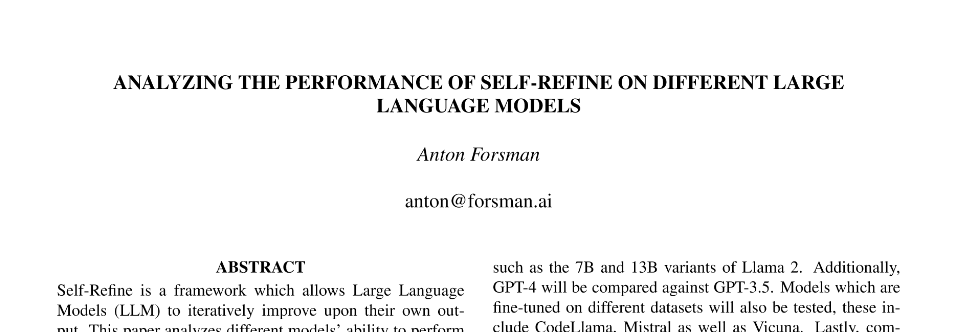 ANALYZING THE PERFORMANCE OF SELF-REFINE ON DIFFERENT LARGE
LANGUAGE MODELS
Anton Forsman
anton@forsman.ai
ABSTRACT
Self-Refine is a framework which allows Large Language
Models (LLM) to iteratively improve upon their own out-
put. This paper analyzes different models' ability to perform
such as the 7B and 13B variants of Llama 2. Additionally,
GPT-4 will be compared against GPT-3.5. Models which are
fine-tuned on different datasets will also be tested, these in-
clude CodeLlama, Mistral as well as Vicuna. Lastly, com-